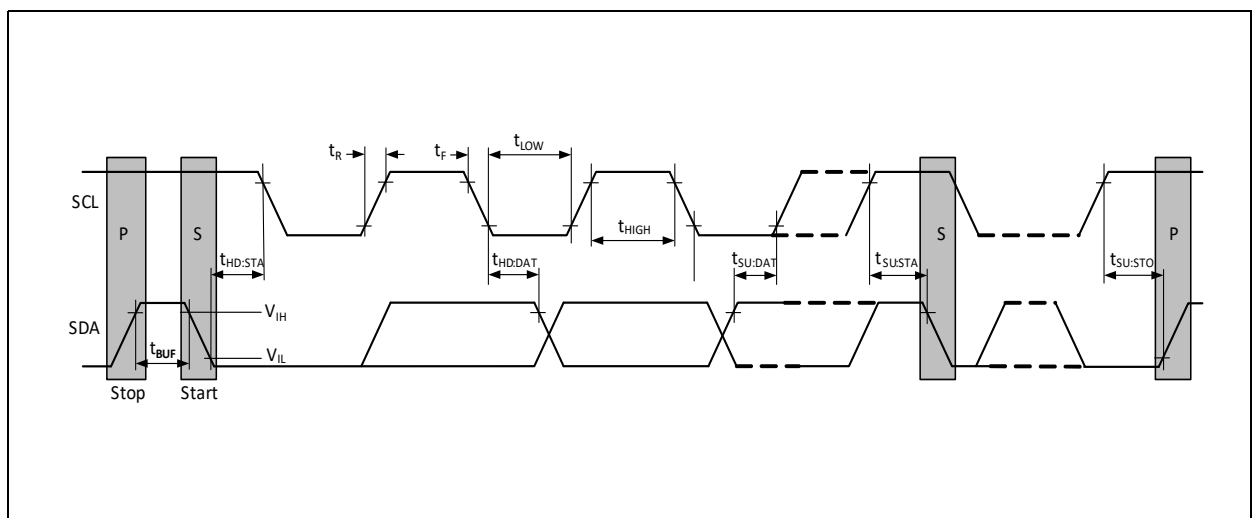 tR
tF
tLOW
SCL
P
S
tHIGH
S
P
tHD:STA
tHD:DAT
tSU:DAT
tSU:STA
tSU:STO
VIH
SDA
tBUF
VIL
Stop
Start